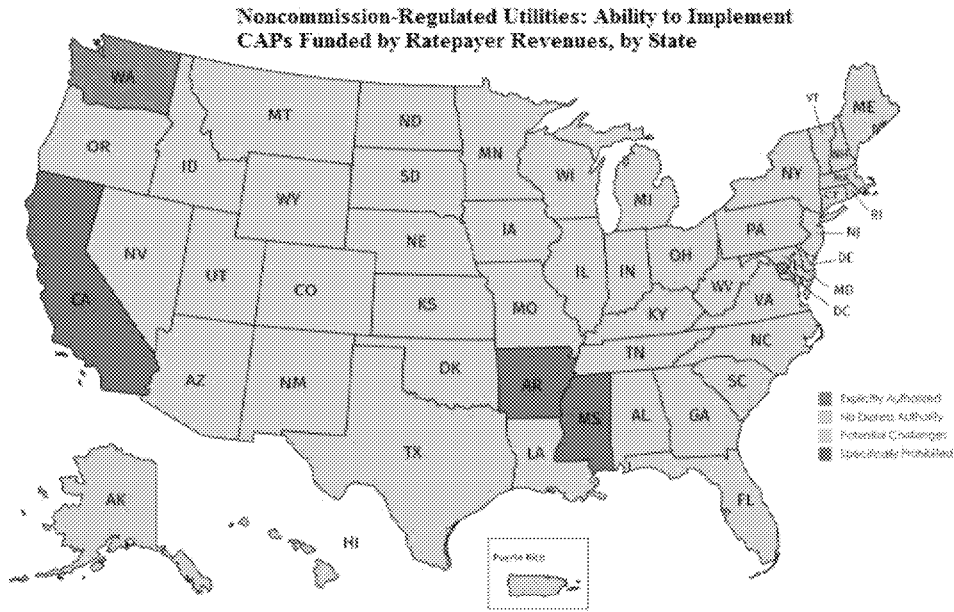 Noncommission-Regulated Utilities: Ability to Implement
CAPs Funded by Ratepayer Revenues, by State
WA
MT
ND
MN
OR
ID
SD
WY
WI
MI
VT
ME
NH
NY
MA
CT
RI
NV
UT
CO
NE
IA
IL
IN
OH
PA
NJ
DE
MD
DC
CA
KS
MO
KY
WV
VA
NC
TN
AZ
NM
OK
AR
SC
MS
AL
GA
TX
LA
FL
AK
HI
Puerto Rico
Explicitly Authorized
No Express Authority
Potential Challenges
Specifically Prohibited